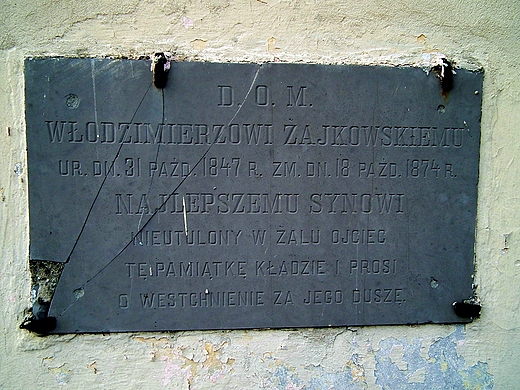 D. O. M.
WŁODZIMIERZOWI ZAJKOWSKIEMU
UR. DN. 31 PAŹD. 1847 R. ZM. DN. 18 PAŹD. 1874 R.
NAJLEPSZEMU SYNOWI
NIEUTULONY W ŻALU OJCIEC
TĘ PAMIĄTKĘ KŁADZIE I PROSI
O WESTCHNIENIE ZA JEGO DUSZĘ.